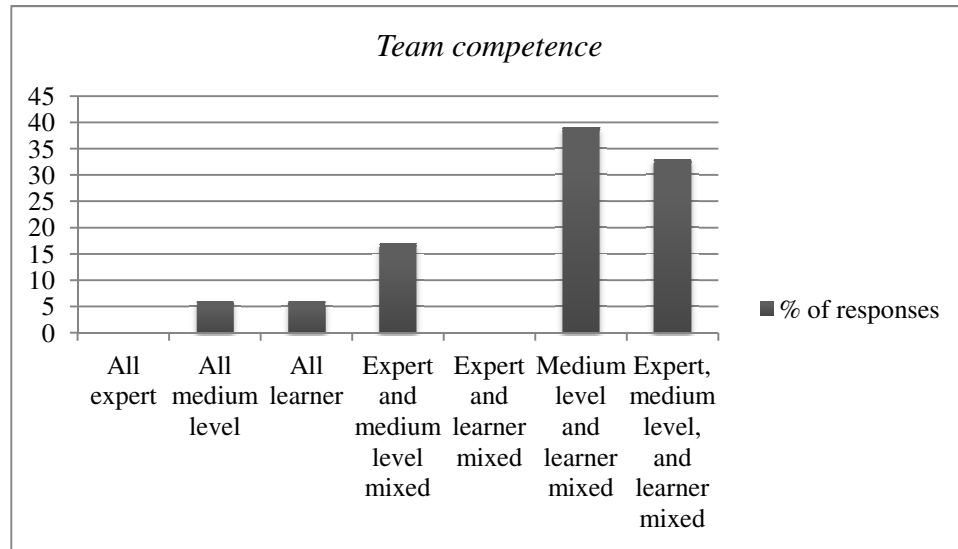 Team competence
45
40
35
30
25
20
15
10
5
0
All
expert
All
medium
level
All
learner
Expert
and
medium
level
mixed
Expert
and
learner
mixed
Medium
level
and
learner
mixed
Expert,
medium
level,
and
learner
mixed
% of responses